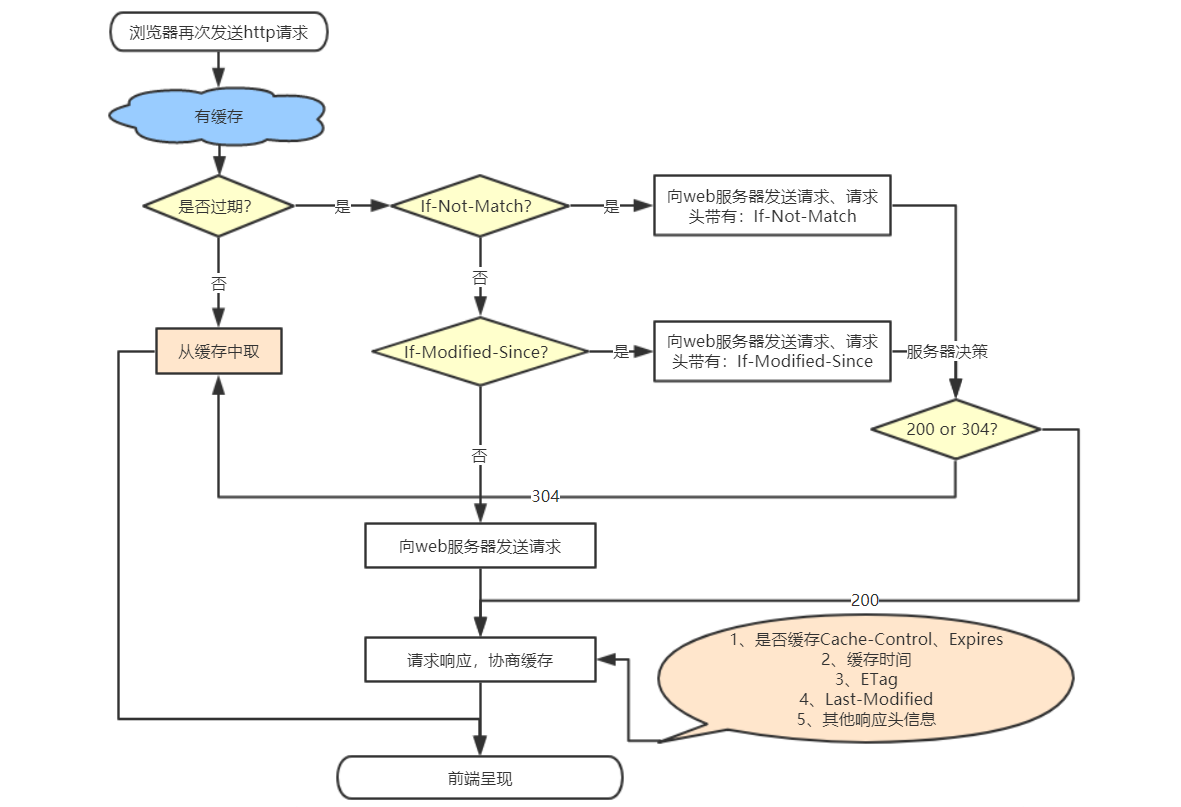 浏览器再次发送http请求
有缓存
是否过期?
是
If-Not-Match?
是
向web服务器发送请求、请求
头带有：If-Not-Match
否
否
从缓存中取
If-Modified-Since?
是
向web服务器发送请求、请求
头带有：If-Modified-Since
服务器决策
200 or 304?
否
304
向web服务器发送请求
200
请求响应，协商缓存
1、是否缓存Cache-Control、Expires
2、缓存时间
3、ETag
4、Last-Modified
5、其他响应头信息
前端呈现